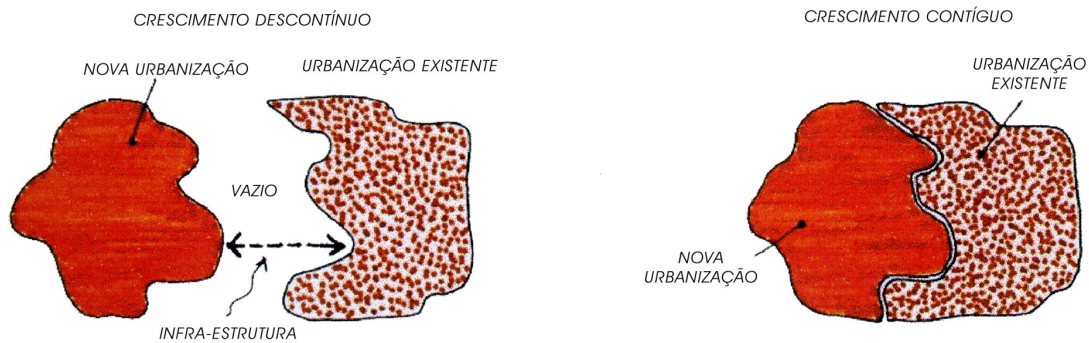 CRESCIMENTO DESCONTÍNUO
NOVA URBANIZAÇÃO
URBANIZAÇÃO EXISTENTE
VAZIO
INFRA-ESTRUTURA
CRESCIMENTO CONTÍGUO
URBANIZAÇÃO
EXISTENTE
NOVA
URBANIZAÇÃO